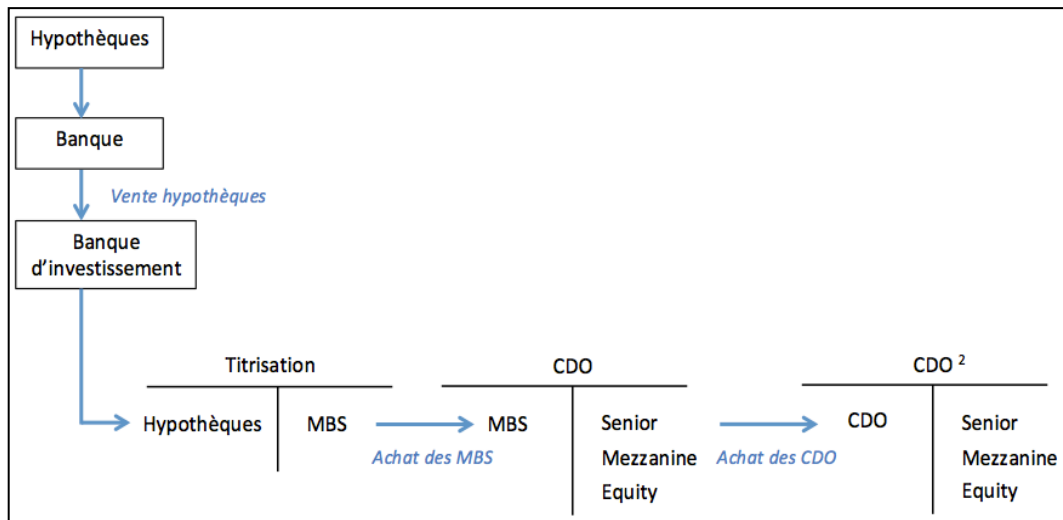 Hypothèques
Banque
Vente hypothèques
Banque
d'investissement
Titrisation
CDO
CDO ²
Hypothèques
MBS
MBS
Senior
CDO
Senior
Achat des MBS
Mezzanine
Achat des CDO
Mezzanine
Equity
Equity